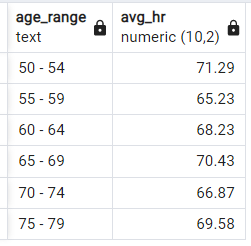 age_range avg_hr
text numeric (10,2)
50 - 54 71.29
55 - 59 65.23
60 - 64 68.23
65 - 69 70.43
70 - 74 66.87
75 - 79 69.58